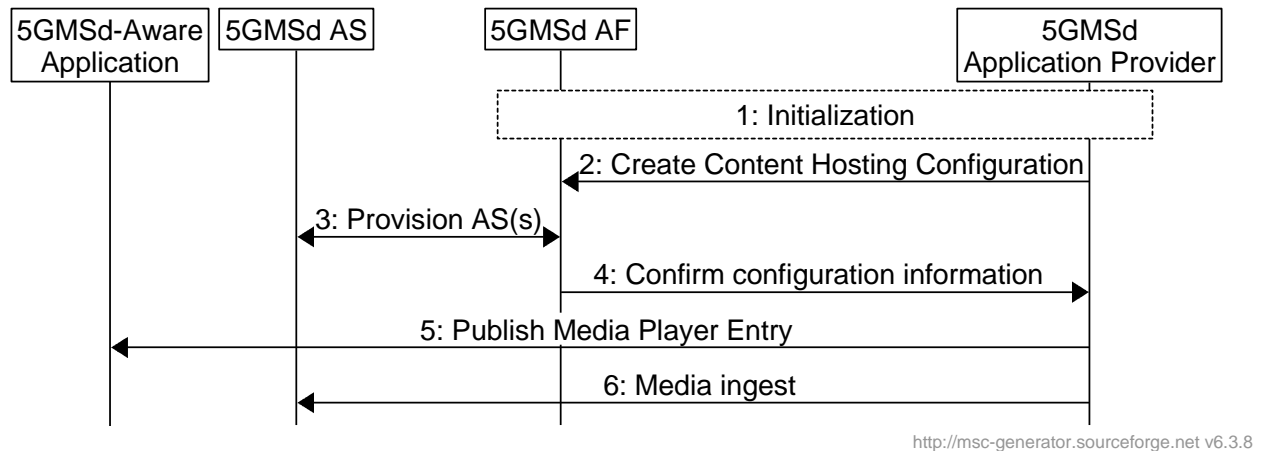 5GMSd-Aware
Application
5GMSd AS
5GMSd AF
5GMSd
Application Provider
1: Initialization
2: Create Content Hosting Configuration
3: Provision AS(s)
4: Confirm configuration information
5: Publish Media Player Entry
6: Media ingest
http://msc-generator.sourceforge.net v6.3.8